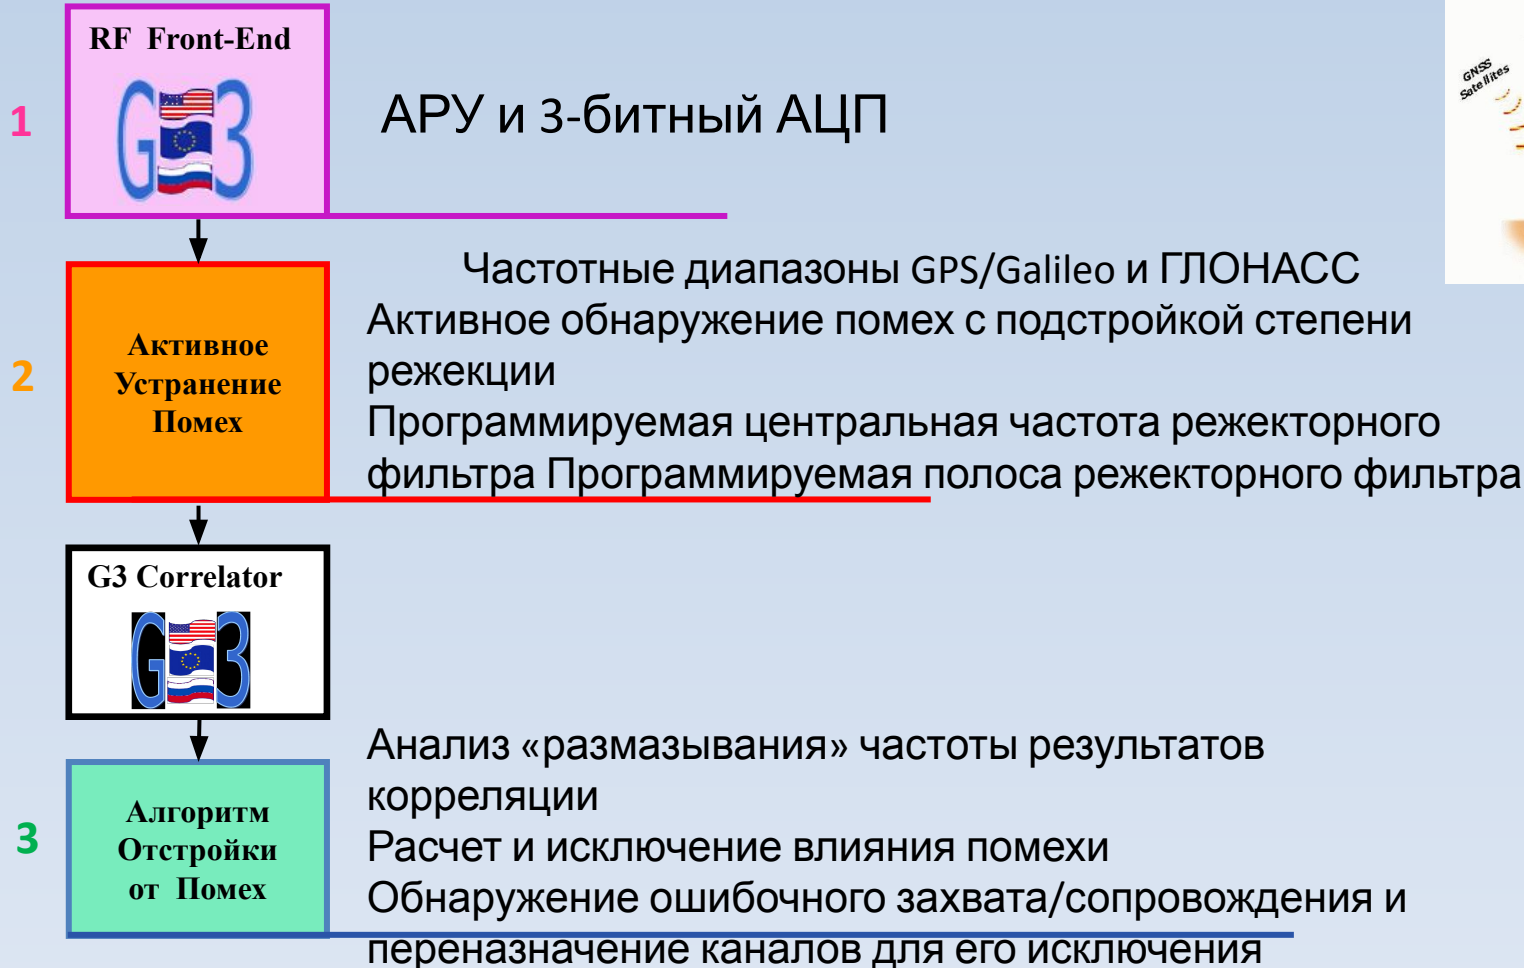 RF Front-End
G3
1
АРУ и 3-битный АЦП
GNSS
Satellites
Частотные диапазоны GPS/Galileo и ГЛОНАСС
Активное обнаружение помех с подстройкой степени
режекции
Программируемая центральная частота режекторного
фильтра Программируемая полоса режекторного фильтра
2
Активное
Устранение
Помех
G3 Correlator
G3
Анализ «размазывания» частоты результатов
корреляции
Расчет и исключение влияния помехи
Обнаружение ошибочного захвата/сопровождения и
переназначение каналов для его исключения
3
Алгоритм
Отстройки
от Помех